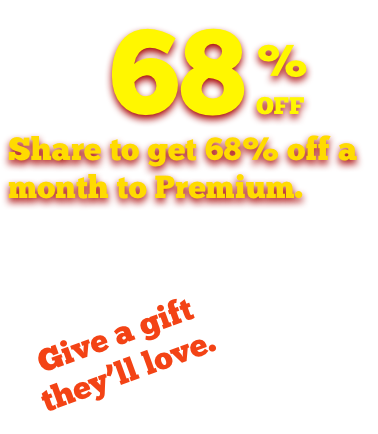 68 %
OFF
Share to get 68% off a
month to Premium.
Give a gift
they'll love.